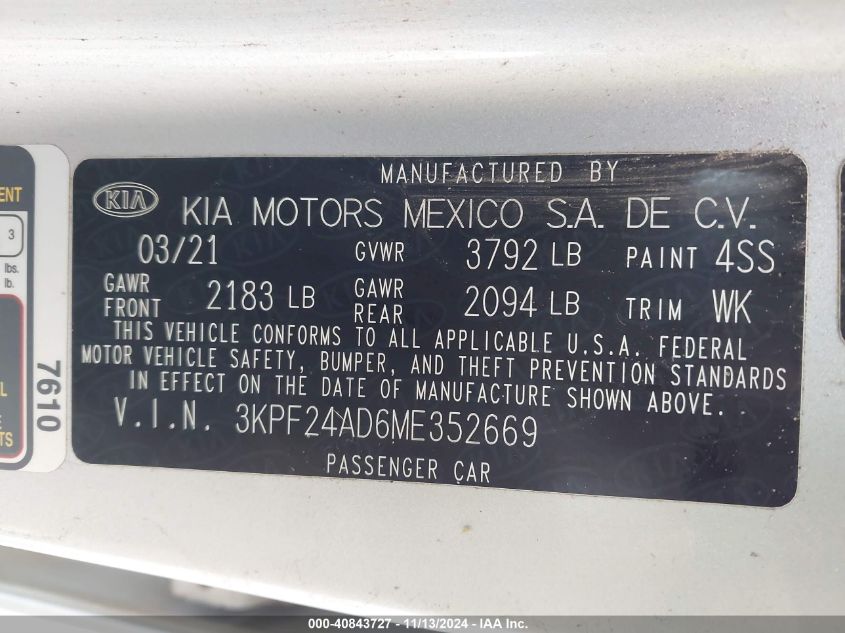 MANUFACTURED BY
KIA KIA MOTORS MEXICO S.A. DE C.V.
03/21 GVWR 3792 LB PAINT 4SS
GAWR FRONT 2183 LB GAWR REAR 2094 LB TRIM WK
THIS VEHICLE CONFORMS TO ALL APPLICABLE U.S.A. FEDERAL
MOTOR VEHICLE SAFETY, BUMPER, AND THEFT PREVENTION STANDARDS
IN EFFECT ON THE DATE OF MANUFACTURE SHOWN ABOVE.
V.I.N. 3KPF24AD6ME352669
PASSENGER CAR
3
lbs.
lb.
7610
000-40843727 - 11/13/2024 - IAA, Inc.